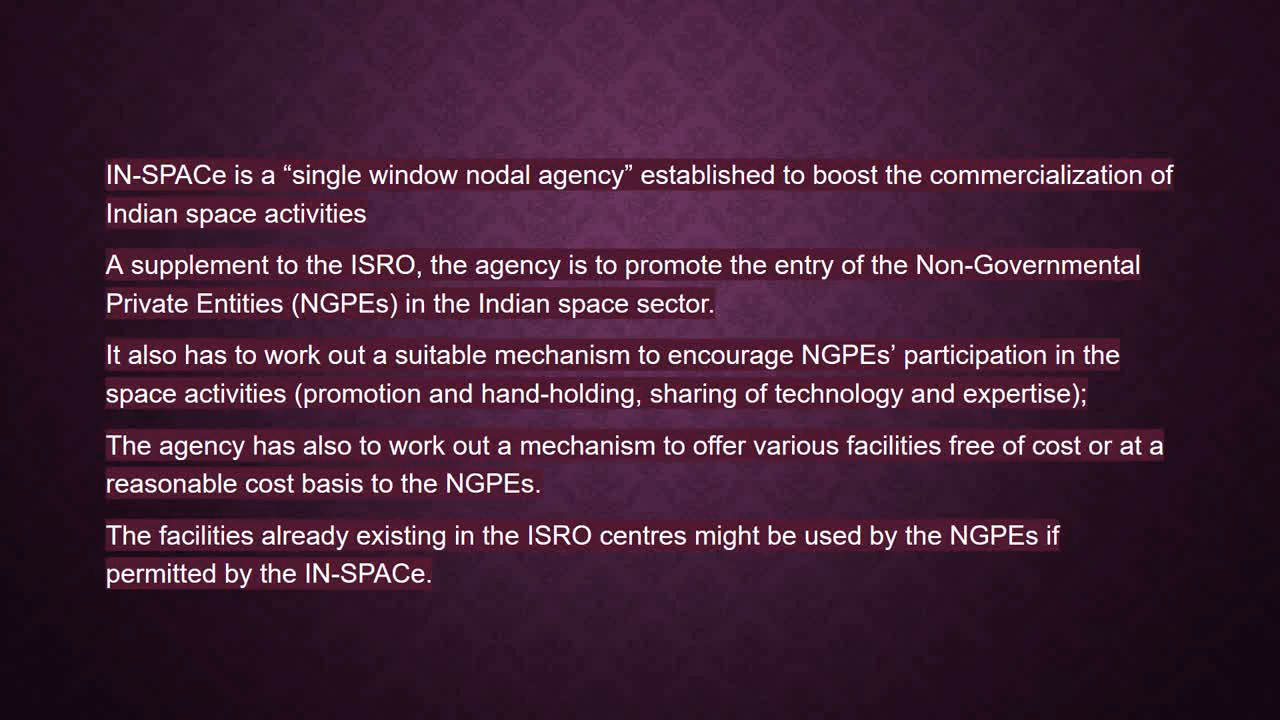 IN-SPACe is a “single window nodal agency” established to boost the commercialization of
Indian space activities
A supplement to the ISRO, the agency is to promote the entry of the Non-Governmental
Private Entities (NGPEs) in the Indian space sector.
It also has to work out a suitable mechanism to encourage NGPEs’ participation in the
space activities (promotion and hand-holding, sharing of technology and expertise);
The agency has also to work out a mechanism to offer various facilities free of cost or at a
reasonable cost basis to the NGPEs.
The facilities already existing in the ISRO centres might be used by the NGPEs if
permitted by the IN-SPACe.